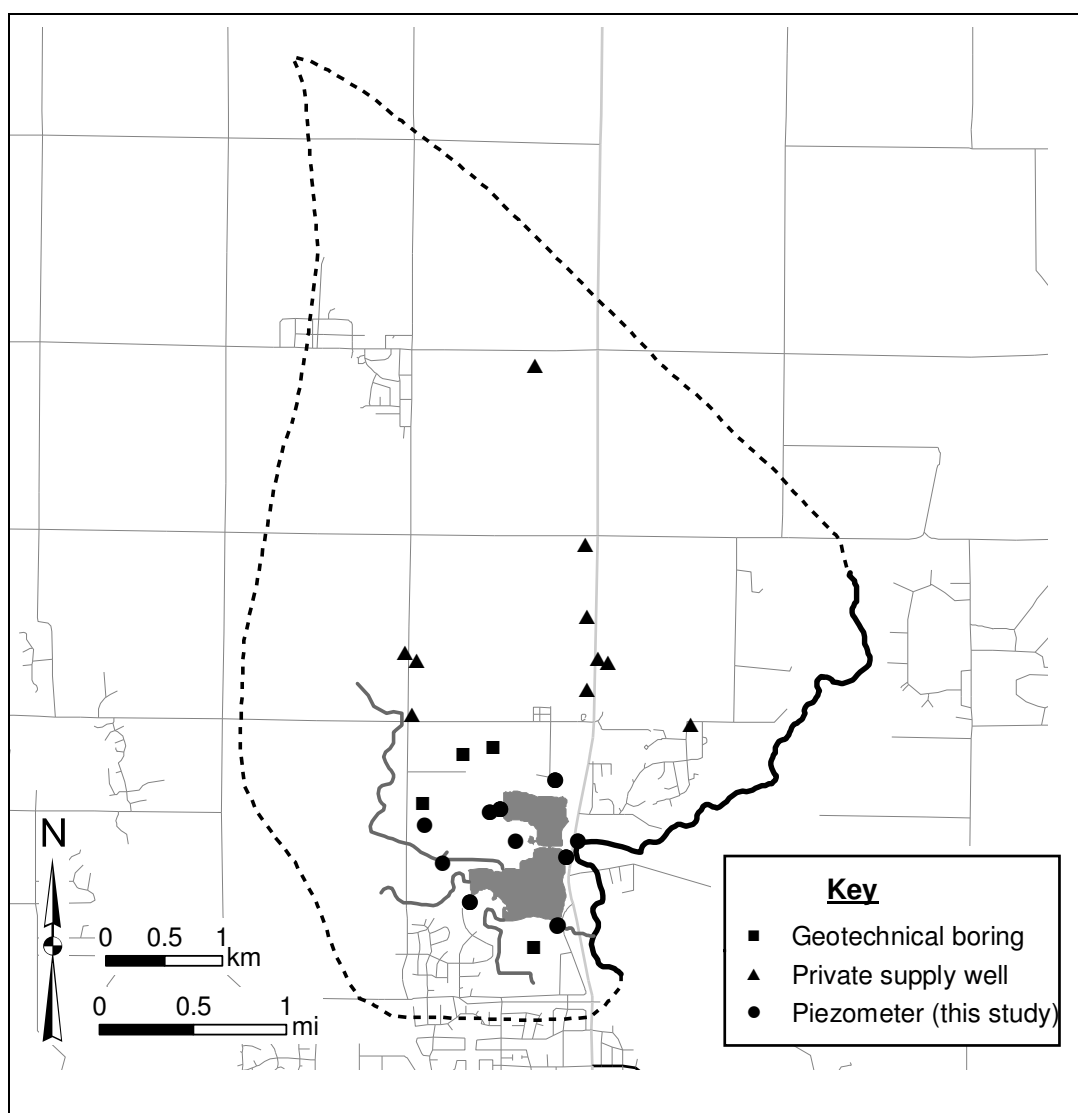 N
0 0.5 1
km
0 0.5 1
mi
Key
Geotechnical boring
Private supply well
Piezometer (this study)